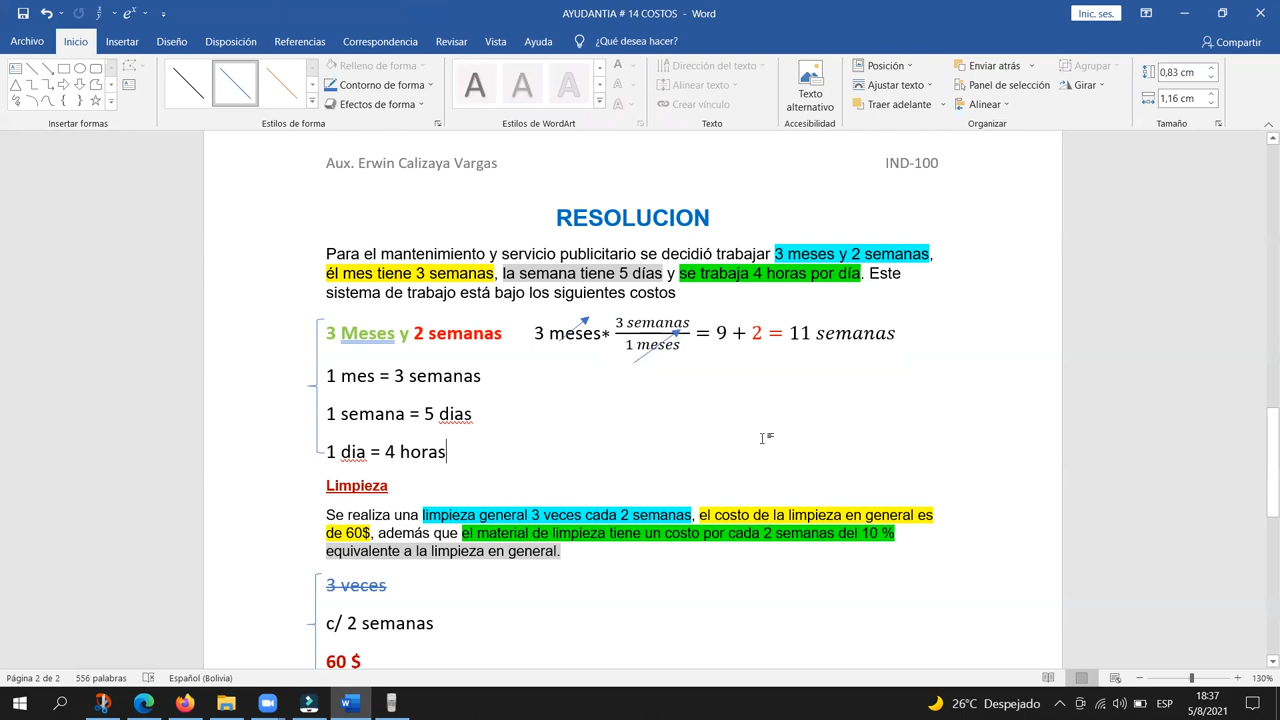 AYUDANTIA # 14 COSTOS - Word
Inic. ses.
Archivo Inicio Insertar Diseño Disposición Referencias Correspondencia Revisar Vista Ayuda ¿Qué desea hacer? Compartir
Relleno de forma
Contorno de forma
Efectos de forma
Dirección del texto
Alinear texto
Crear vínculo
Texto alternativo
Posición
Ajustar texto
Traer adelante
Enviar atrás
Panel de selección
Alinear
Agrupar
Girar
0,83 cm
1,16 cm
Insertar formas Estilos de forma Estilos de WordArt Texto Accesibilidad Organizar Tamaño
Aux. Erwin Calizaya Vargas IND-100
RESOLUCION
Para el mantenimiento y servicio publicitario se decidió trabajar 3 meses y 2 semanas,
él mes tiene 3 semanas, la semana tiene 5 días y se trabaja 4 horas por día. Este
sistema de trabajo está bajo los siguientes costos
3 Meses y 2 semanas 3 meses* 3 semanas / 1 meses = 9 + 2 = 11 semanas
1 mes = 3 semanas
1 semana = 5 dias
1 dia = 4 horas
Limpieza
Se realiza una limpieza general 3 veces cada 2 semanas, el costo de la limpieza en general es
de 60$, además que el material de limpieza tiene un costo por cada 2 semanas del 10 %
equivalente a la limpieza en general.
3 veces
c/ 2 semanas
60 $
Página 2 de 2 556 palabras Español (Bolivia) 130%
26°C Despejado ESP 18:37
5/8/2021